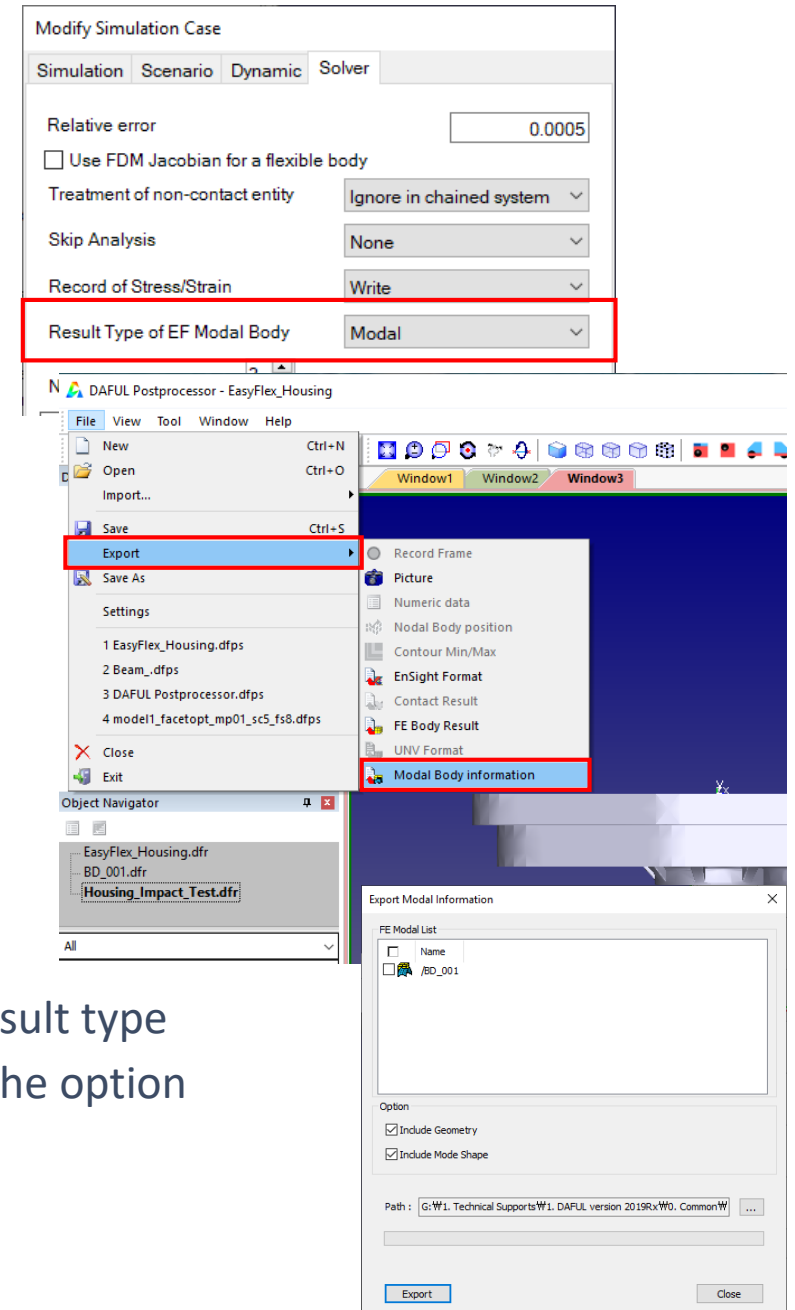 Modify Simulation Case
Simulation Scenario Dynamic Solver
Relative error 0.0005
Use FDM Jacobian for a flexible body
Treatment of non-contact entity Ignore in chained system
Skip Analysis None
Record of Stress/Strain Write
Result Type of EF Modal Body Modal
N
DAFUL Postprocessor - EasyFlex_Housing
File View Tool Window Help
New Ctrl+N
Open Ctrl+O
Import...
Save Ctrl+S
Export
Save As
Settings
1 EasyFlex_Housing.dfps
2 Beam_.dfps
3 DAFUL Postprocessor.dfps
4 model1_facetopt_mp01_sc5_fs8.dfps
Close
Exit
Window1 Window2 Window3
Record Frame
Picture
Numeric data
Nodal Body position
Contour Min/Max
EnSight Format
Contact Result
FE Body Result
UNV Format
Modal Body information
Object Navigator
EasyFlex_Housing.dfr
BD_001.dfr
Housing_Impact_Test.dfr
All
Export Modal Information
FE Modal List
Name
/BD_001
Option
Include Geometry
Include Mode Shape
Path : G:₩1. Technical Supports₩1. DAFUL version 2019Rx₩0. Common₩ ...
Export Close
sult type
he option